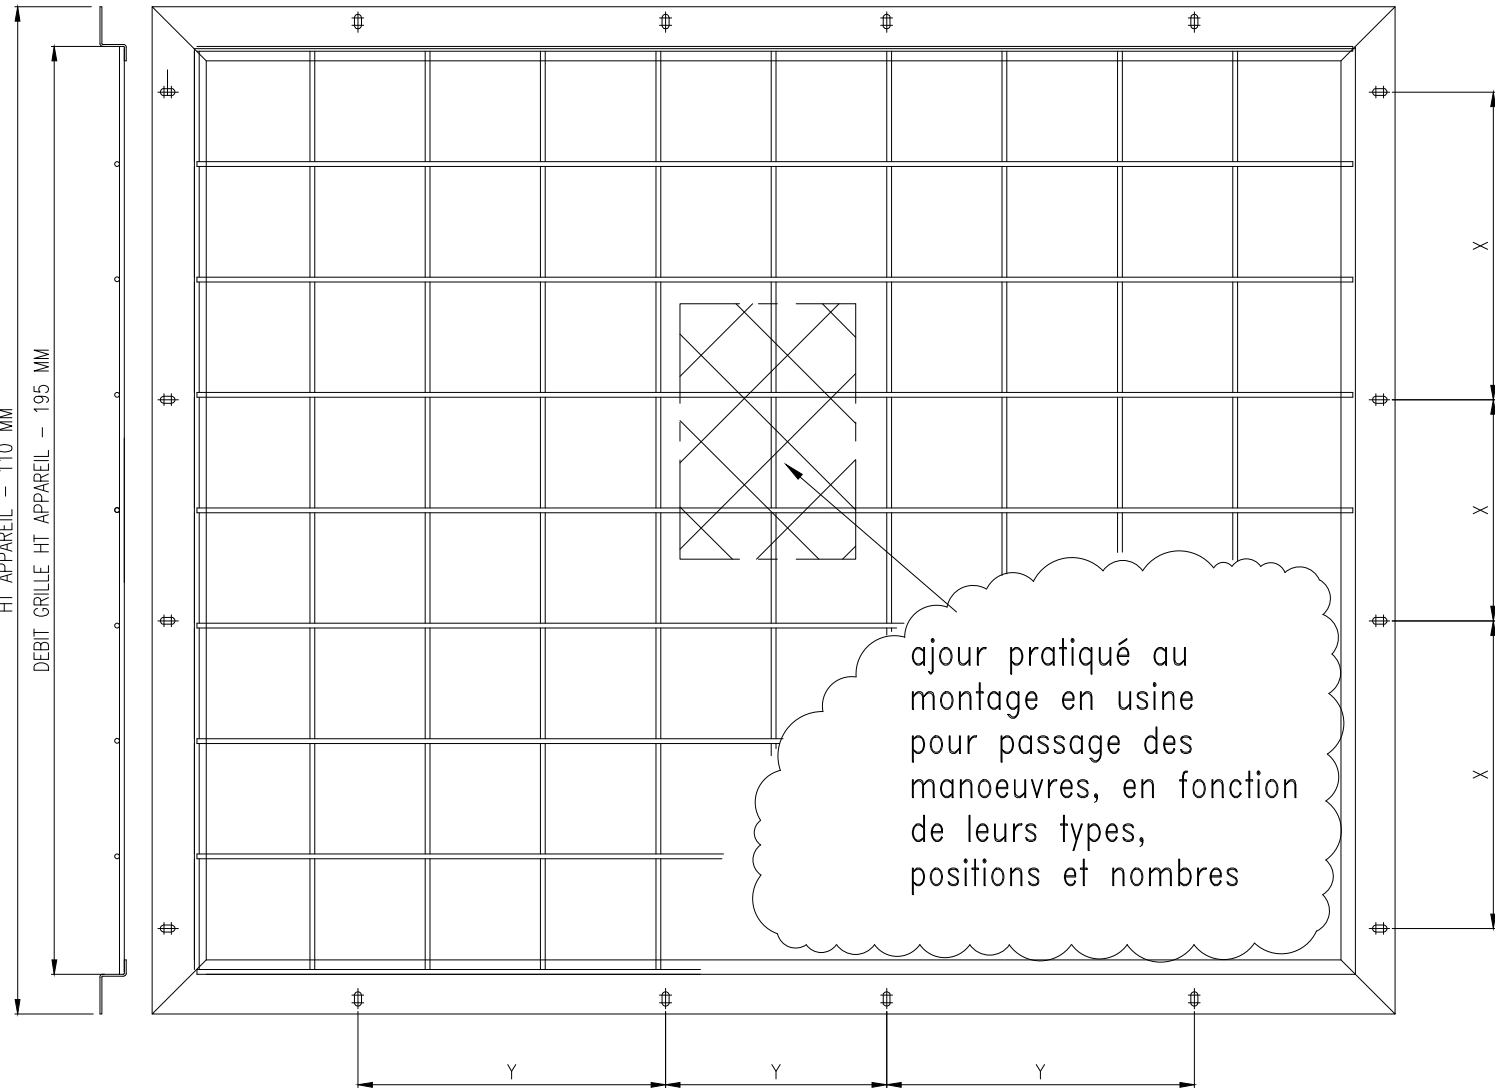 HT APPAREIL - 110 MM
DEBIT GRILLE HT APPAREIL - 195 MM
X
X
X
ajour pratiqué au
montage en usine
pour passage des
manoeuvres, en fonction
de leurs types,
positions et nombres
Y
Y
Y